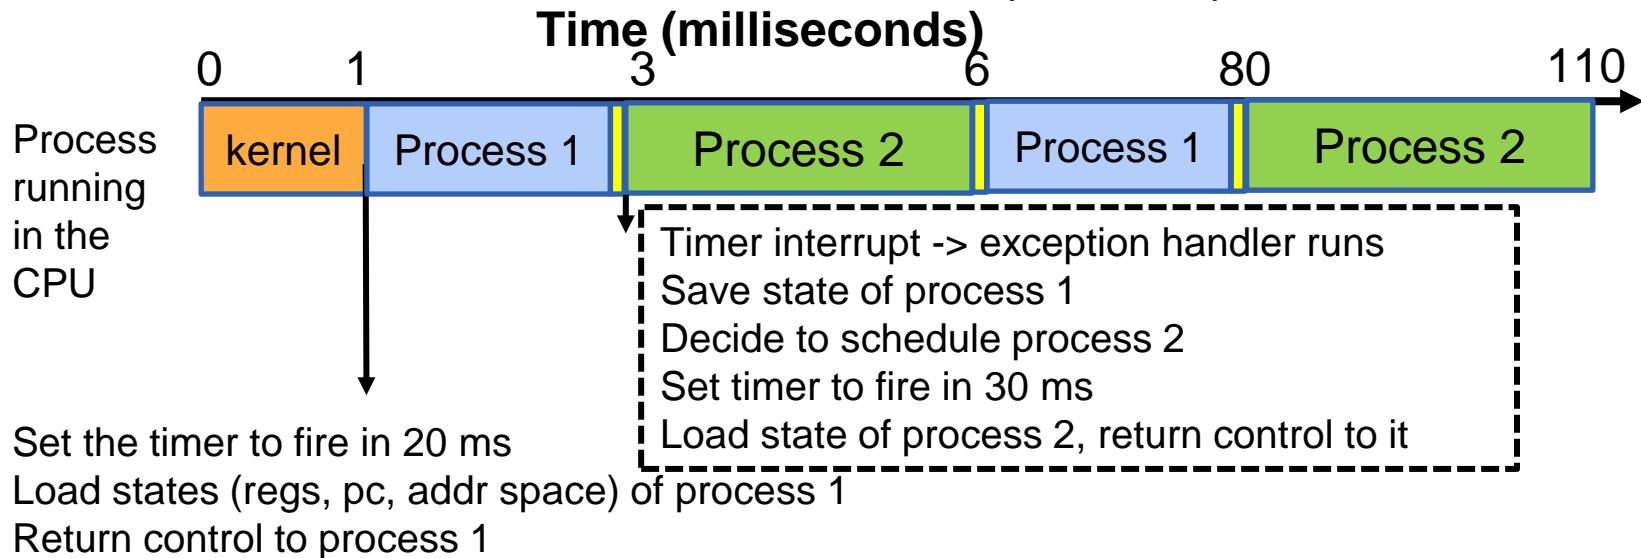 Time (milliseconds)
0 1 3 6 80 110
Process
running
in the
CPU
kernel Process 1 Process 2 Process 1 Process 2
Timer interrupt -> exception handler runs
Save state of process 1
Decide to schedule process 2
Set timer to fire in 30 ms
Load state of process 2, return control to it
Set the timer to fire in 20 ms
Load states (regs, pc, addr space) of process 1
Return control to process 1